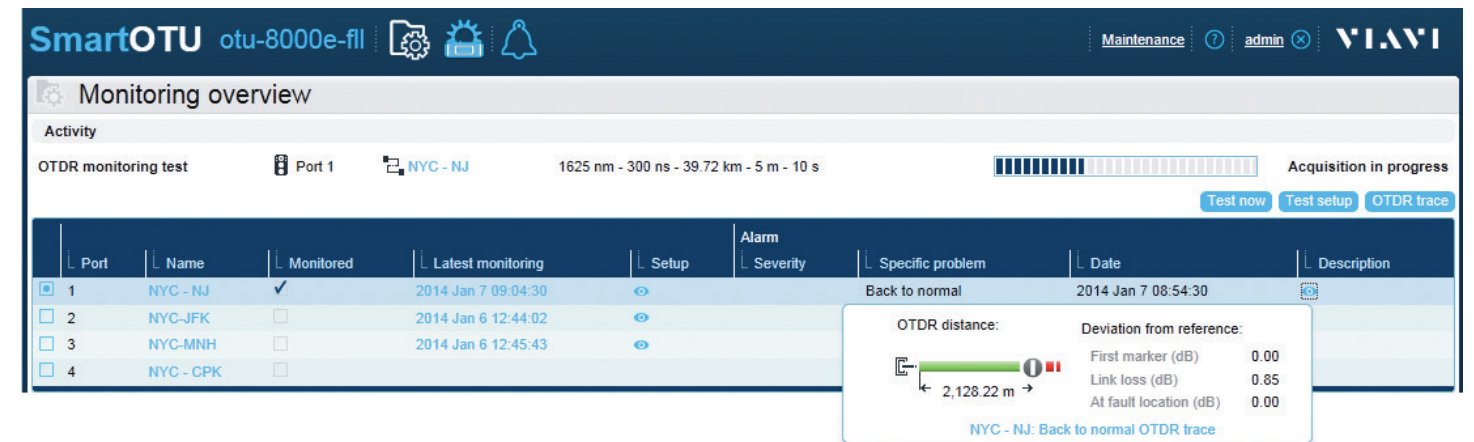 SmartOTU otu-8000e-fll Maintenance ? admin VIAVI
Monitoring overview
Activity
OTDR monitoring test Port 1 NYC - NJ 1625 nm - 300 ns - 39.72 km - 5 m - 10 s Acquisition in progress
Test now Test setup OTDR trace
Alarm
Port Name Monitored Latest monitoring Setup Severity Specific problem Date Description
1 NYC - NJ 2014 Jan 7 09:04:30 Back to normal 2014 Jan 7 08:54:30
2 NYC-JFK 2014 Jan 6 12:44:02
3 NYC-MNH 2014 Jan 6 12:45:43
4 NYC - CPK
OTDR distance: Deviation from reference:
First marker (dB) 0.00
Link loss (dB) 0.85
2,128.22 m
At fault location (dB) 0.00
NYC - NJ: Back to normal OTDR trace